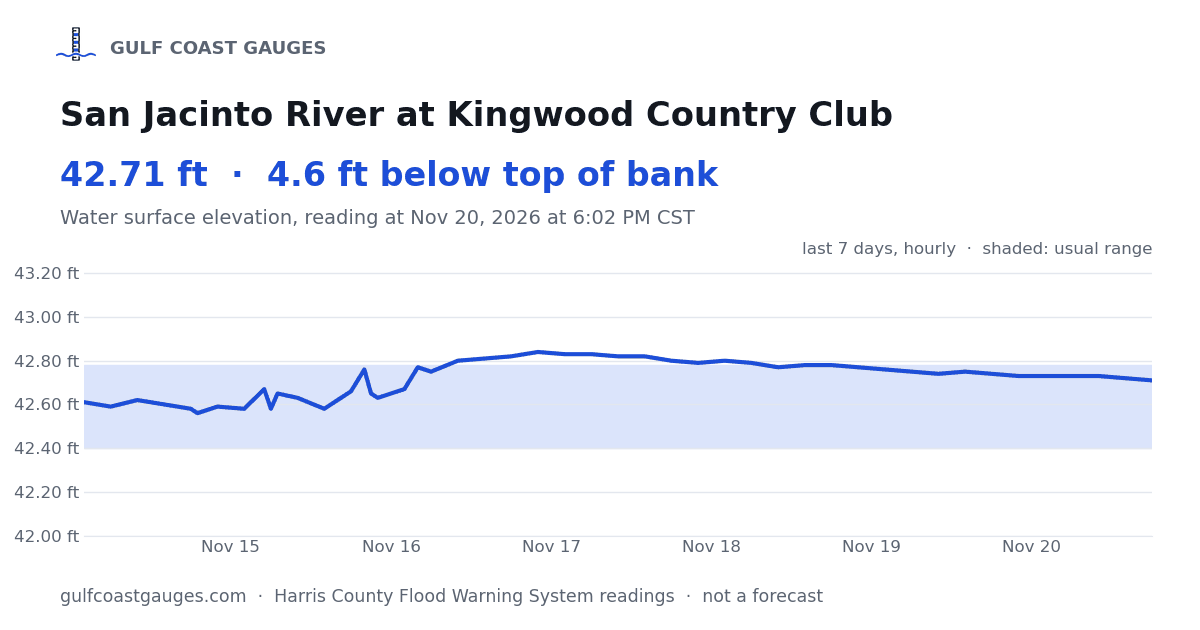 GULF COAST GAUGES
San Jacinto River at Kingwood Country Club
42.71 ft · 4.6 ft below top of bank
Water surface elevation, reading at Nov 20, 2026 at 6:02 PM CST
last 7 days, hourly · shaded: usual range
43.20 ft
43.00 ft
42.80 ft
42.60 ft
42.40 ft
42.20 ft
42.00 ft
Nov 15 Nov 16 Nov 17 Nov 18 Nov 19 Nov 20
gulfcoastgauges.com · Harris County Flood Warning System readings · not a forecast